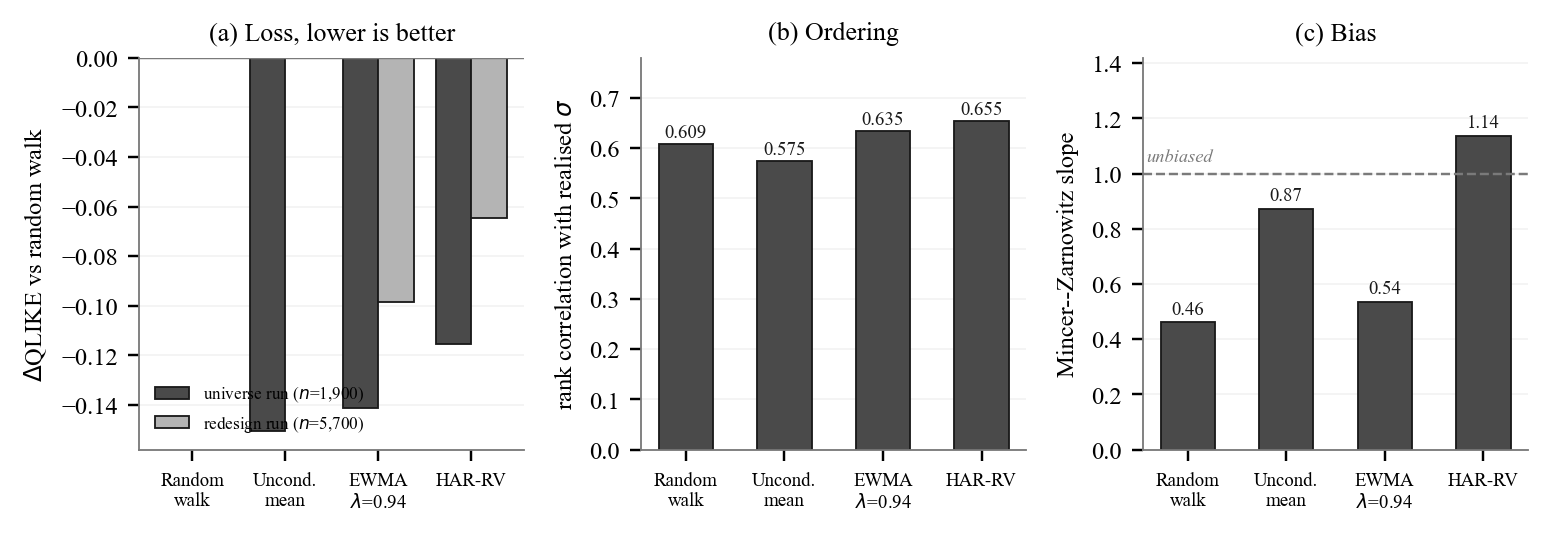 (a) Loss, lower is better
ΔQLIKE vs random walk
0.00
−0.02
−0.04
−0.06
−0.08
−0.10
−0.12
−0.14
universe run (n=1,900)
redesign run (n=5,700)
Random
walk
Uncond.
mean
EWMA
λ=0.94
HAR-RV
(b) Ordering
rank correlation with realised σ
0.7
0.6
0.5
0.4
0.3
0.2
0.1
0.0
0.609
0.575
0.635
0.655
Random
walk
Uncond.
mean
EWMA
λ=0.94
HAR-RV
(c) Bias
Mincer--Zarnowitz slope
1.4
1.2
1.0
0.8
0.6
0.4
0.2
0.0
unbiased
0.46
0.87
0.54
1.14
Random
walk
Uncond.
mean
EWMA
λ=0.94
HAR-RV